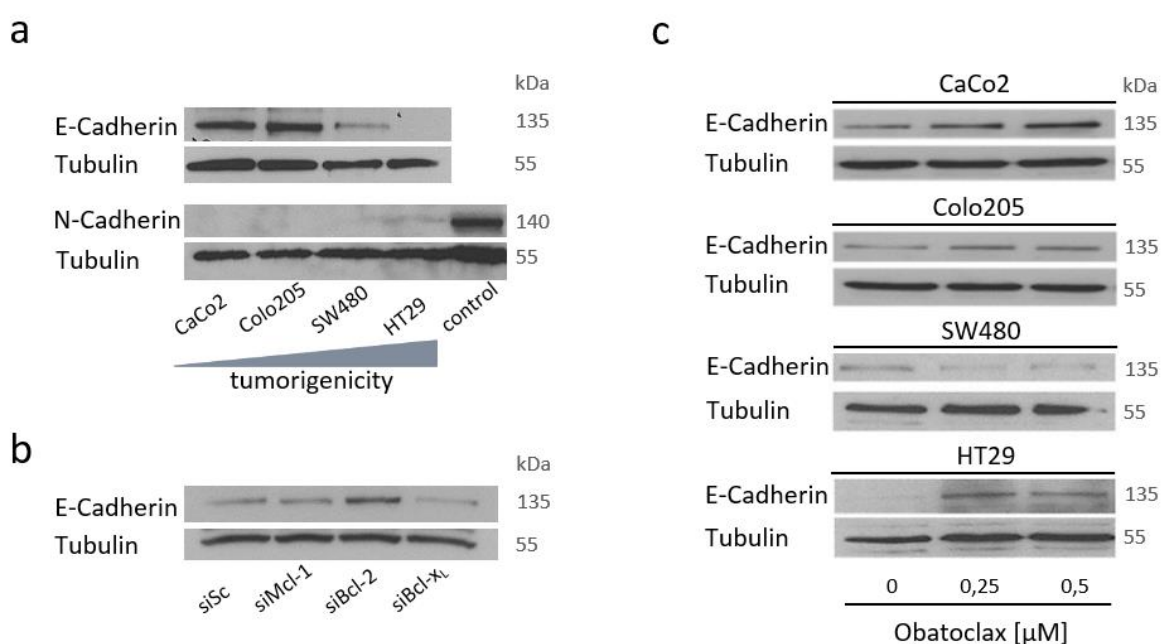 a
kDa
E-Cadherin 135
Tubulin 55
N-Cadherin 140
Tubulin 55
CaCo2 Colo205 SW480 HT29 control
tumorigenicity
b
kDa
E-Cadherin 135
Tubulin 55
siSc siMcl-1 siBcl-2 siBcl-xL
c
CaCo2 kDa
E-Cadherin 135
Tubulin 55
Colo205
E-Cadherin 135
Tubulin 55
SW480
E-Cadherin 135
Tubulin 55
HT29
E-Cadherin 135
Tubulin 55
0 0,25 0,5
Obatoclax [µM]